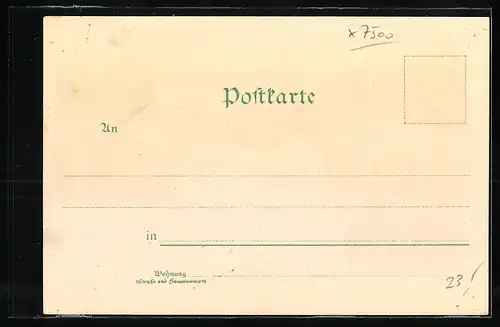 x 7500
Postkarte
An
in
Wohnung
(Straße und Hausnummer)
23